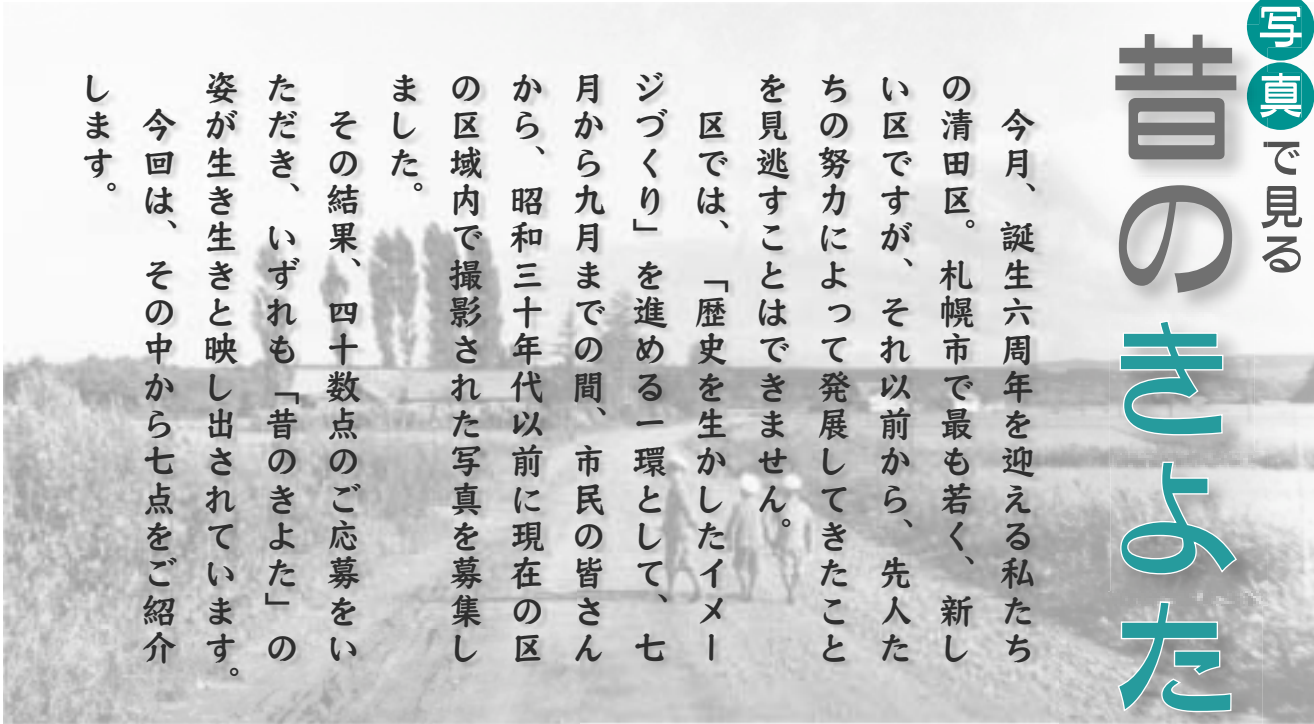 写真で見る
昔のきよた
今月、誕生六周年を迎える私たち
の清田区。札幌市で最も若く、新し
い区ですが、それ以前から、先人た
ちの努力によって発展してきたこと
を見逃すことはできません。
区では、「歴史を生かしたイメー
ジづくり」を進める一環として、七
月から九月までの間、市民の皆さん
から、昭和三十年代以前に現在の区
の区域内で撮影された写真を募集し
ました。
その結果、四十数点のご応募をい
ただき、いずれも「昔のきよた」の
姿が生き生きと映し出されています。
今回は、その中から七点をご紹介
します。